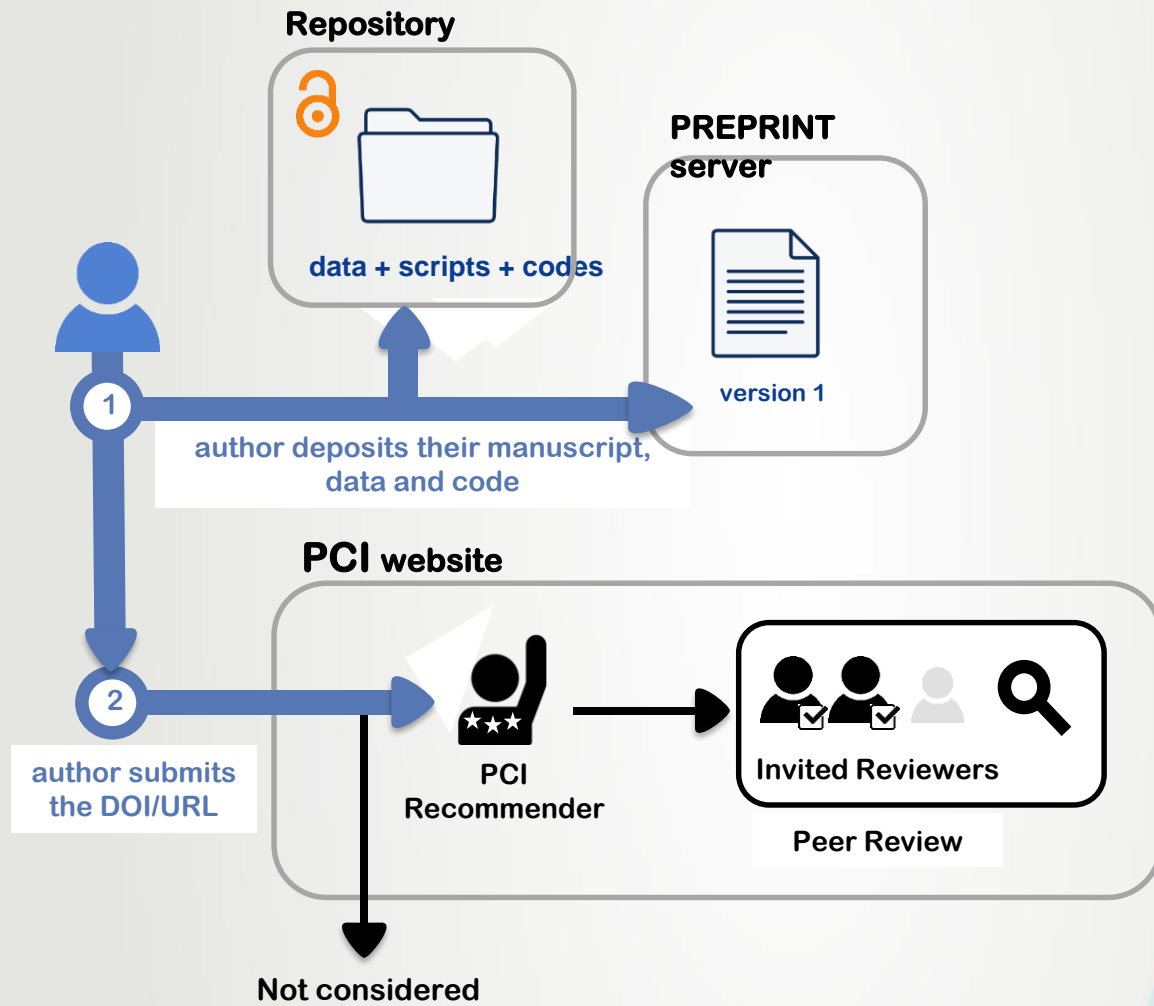 Repository
data + scripts + codes
PREPRINT
server
version 1
1
author deposits their manuscript,
data and code
PCI website
2
author submits
the DOI/URL
PCI
Recommender
Invited Reviewers
Peer Review
Not considered